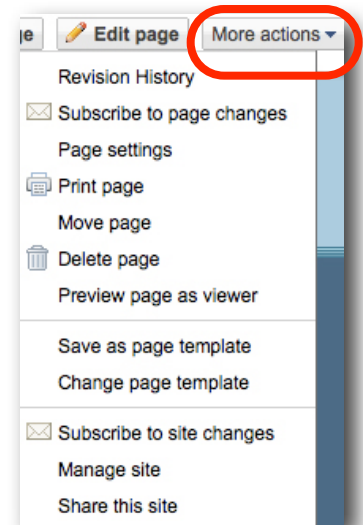 Edit page More actions
Revision History
Subscribe to page changes
Page settings
Print page
Move page
Delete page
Preview page as viewer
Save as page template
Change page template
Subscribe to site changes
Manage site
Share this site